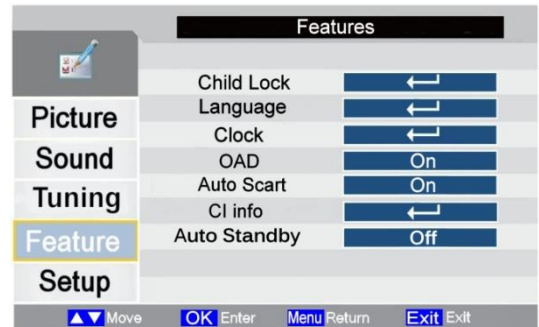 Features
Child Lock
Language
Clock
OAD On
Auto Scart On
CI info
Auto Standby Off
Picture
Sound
Tuning
Feature
Setup
▲▼ Move OK Enter Menu Return Exit Exit